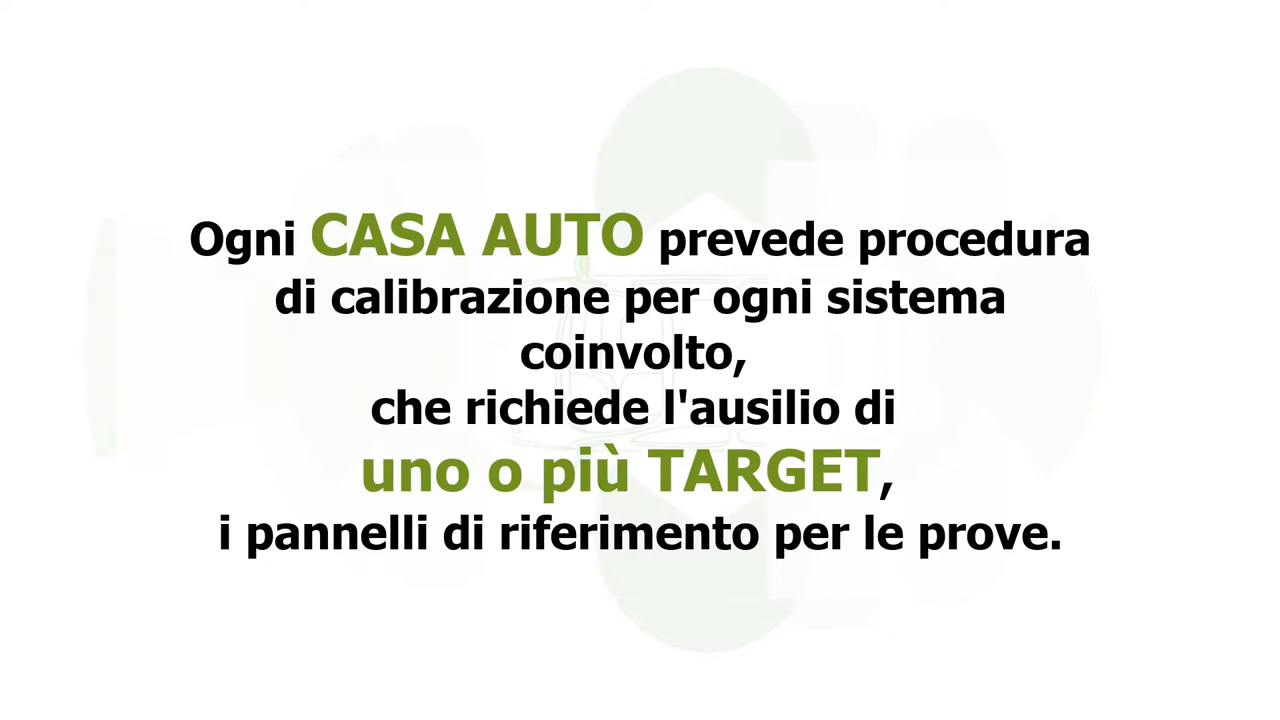 Ogni CASA AUTO prevede procedura
di calibrazione per ogni sistema
coinvolto,
che richiede l'ausilio di
uno o più TARGET,
i pannelli di riferimento per le prove.